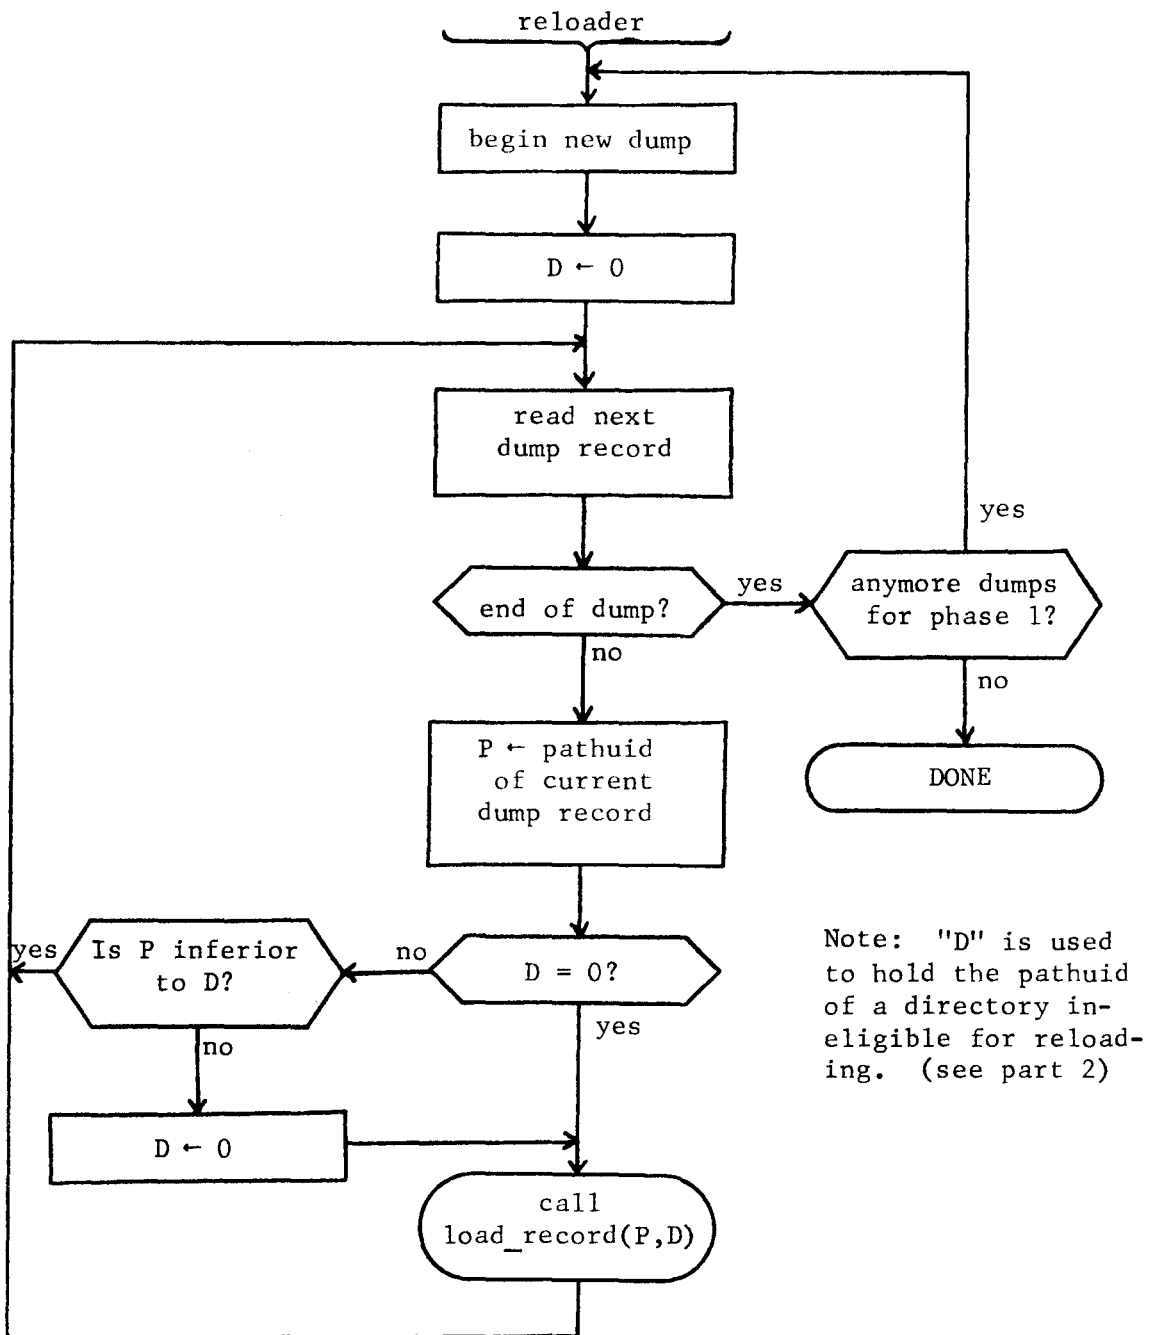 reloader
begin new dump
D ← 0
read next
dump record
yes
end of dump?
yes
anymore dumps
for phase 1?
no
no
P ← pathuid
of current
dump record
DONE
yes
Is P inferior
to D?
no
D = 0?
Note: "D" is used
to hold the pathuid
of a directory in-
eligible for reload-
ing. (see part 2)
yes
no
D ← 0
call
load_record(P,D)